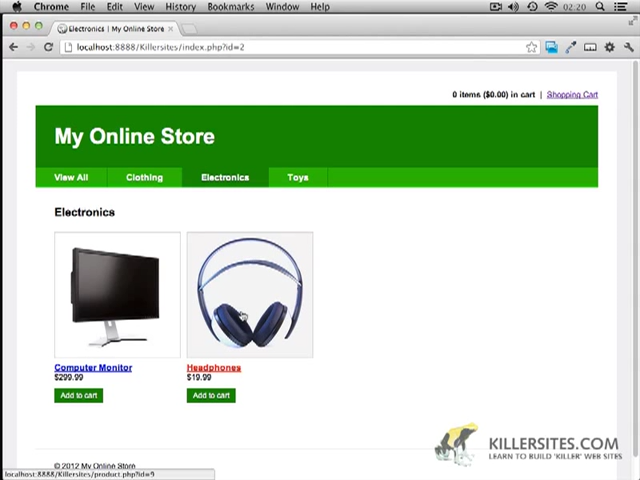 Chrome File Edit View History Bookmarks Window Help 02.20
Electronics | My Online Store
localhost:8888/Killersites/index.php?id=2
0 items ($0.00) in cart | Shopping Cart
My Online Store
View All Clothing Electronics Toys
Electronics
Computer Monitor Headphones
$299.99 $19.99
Add to cart Add to cart
KILLERSITES.COM
LEARN TO BUILD 'KILLER' WEB SITES
© 2012 My Online Store
localhost:8888/Killersites/product.php?id=9